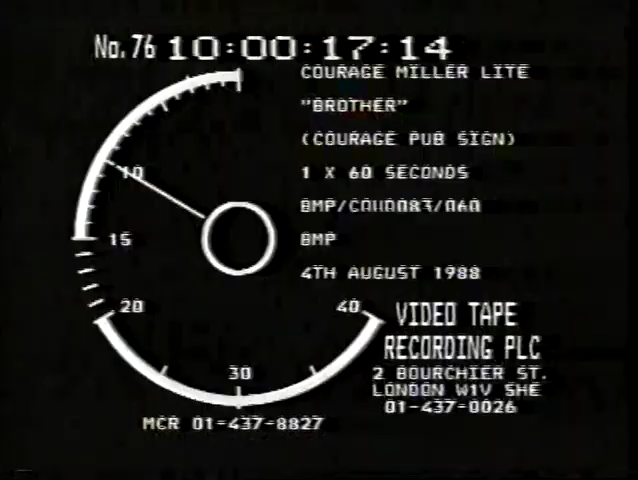 No.76 10:00:17:14
COURAGE MILLER LITE
"BROTHER"
(COURAGE PUB SIGN)
1 X 60 SECONDS
BMP/COUD083/060
BMP
4TH AUGUST 1988
10
15
20
30
40
VIDEO TAPE
RECORDING PLC
2 BOURCHIER ST.
LONDON W1V 5HE
01-437-0026
MCR 01-437-8827